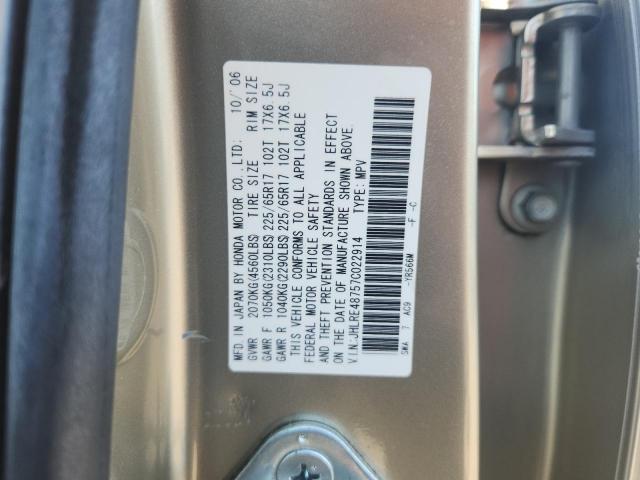 MFD. IN JAPAN BY HONDA MOTOR CO.,LTD. 10/'06
GVWR 2070KG(4560LBS) TIRE SIZE RIM SIZE
GAWR F 1050KG(2310LBS) 225/65R17 102T 17X6.5J
GAWR R 1040KG(2290LBS) 225/65R17 102T 17X6.5J
THIS VEHICLE CONFORMS TO ALL APPLICABLE
FEDERAL MOTOR VEHICLE SAFETY
AND THEFT PREVENTION STANDARDS IN EFFECT
ON THE DATE OF MANUFACTURE SHOWN ABOVE.
V.I.N:JHLRE48757C022914 TYPE: MPV
SWA 7 AC9 -YR566M -F -C